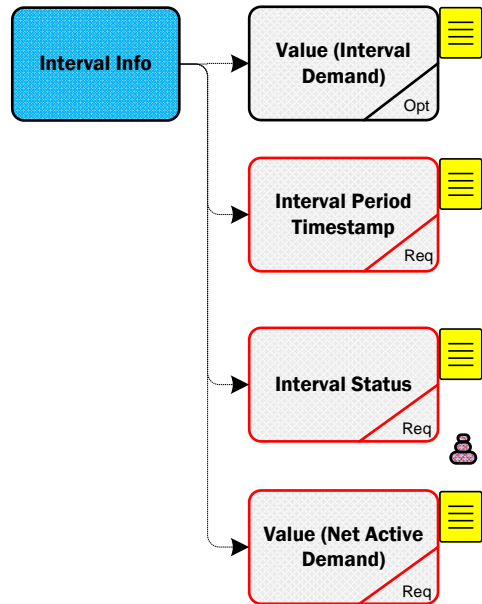 Interval Info
Value (Interval
Demand)
Opt
Interval Period
Timestamp
Req
Interval Status
Req
Value (Net Active
Demand)
Req